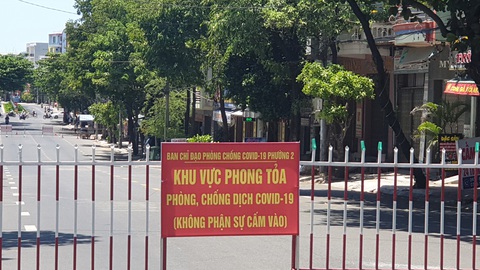 BAN CHỈ ĐẠO PHÒNG CHỐNG COVID-19 PHƯỜNG 2
KHU VỰC PHONG TỎA
PHÒNG, CHỐNG DỊCH COVID-19
(KHÔNG PHẬN SỰ CẤM VÀO)